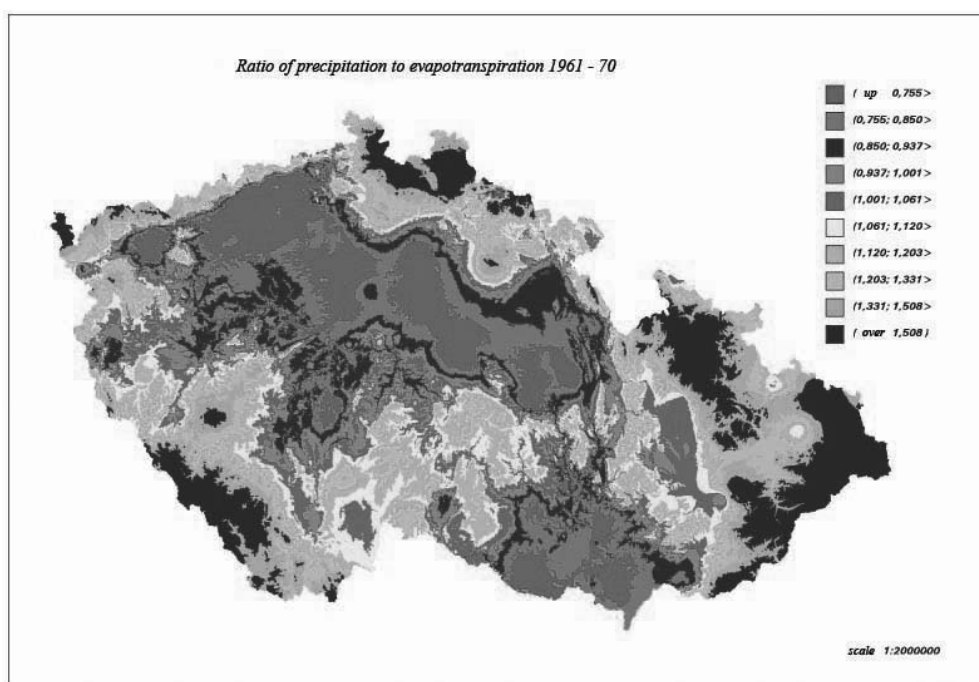 Ratio of precipitation to evapotranspiration 1961 - 70
( up 0,755>
(0,755; 0,850>
(0,850; 0,937>
(0,937; 1,001>
(1,001; 1,061>
(1,061; 1,120>
(1,120; 1,203>
(1,203; 1,331>
(1,331; 1,508>
( over 1,508)
scale 1:2000000